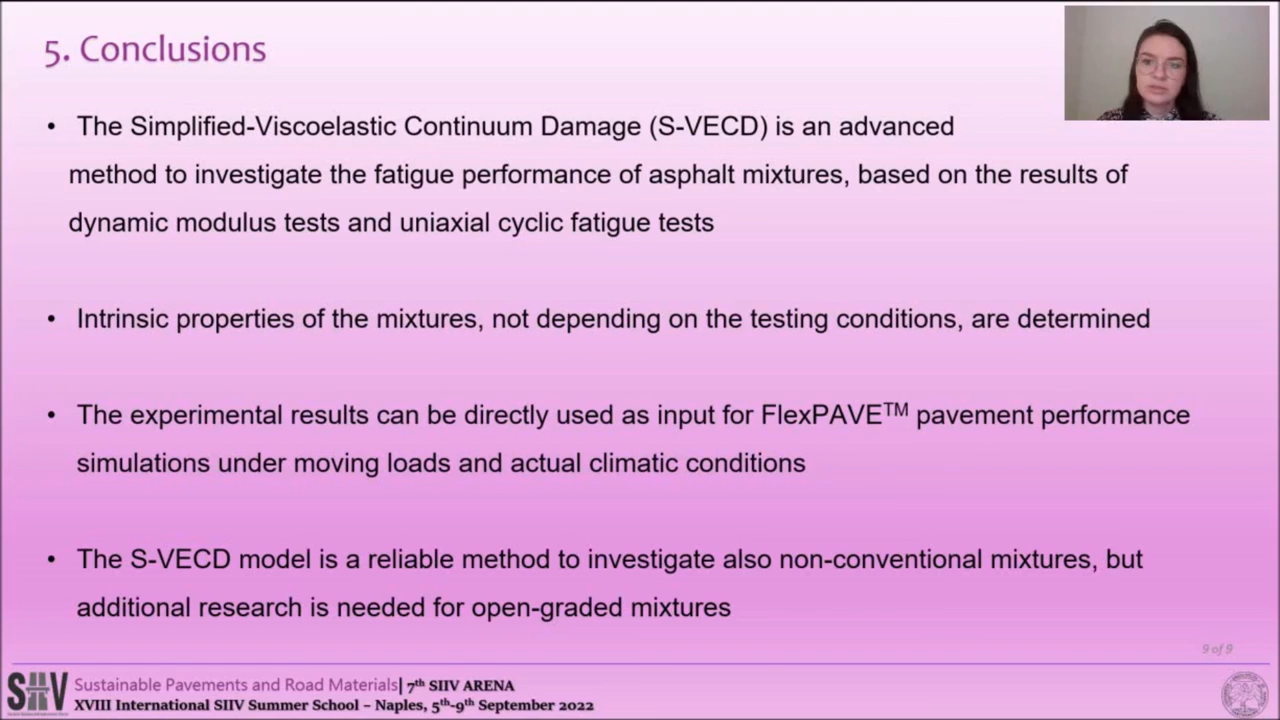 5. Conclusions
• The Simplified-Viscoelastic Continuum Damage (S-VECD) is an advanced
method to investigate the fatigue performance of asphalt mixtures, based on the results of
dynamic modulus tests and uniaxial cyclic fatigue tests
• Intrinsic properties of the mixtures, not depending on the testing conditions, are determined
• The experimental results can be directly used as input for FlexPAVE™ pavement performance
simulations under moving loads and actual climatic conditions
• The S-VECD model is a reliable method to investigate also non-conventional mixtures, but
additional research is needed for open-graded mixtures
9 of 9
SIIV
Sustainable Pavements and Road Materials| 7th SIIV ARENA
XVIII International SIIV Summer School – Naples, 5th-9th September 2022